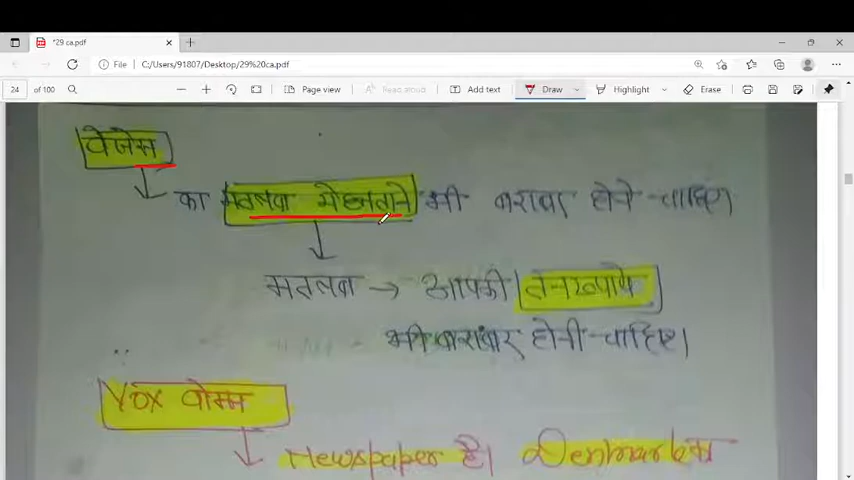 *29 ca.pdf
File
C:/Users/91807/Desktop/29%20ca.pdf
24 of 100
Page view
Read aloud
Add text
Draw
Highlight
Erase
वेजेस
का मतलब मेहनताने भी बराबर होने चाहिए।
मतलब → आपकी तनख्वाये
भी बराबर होनी चाहिए।
Vox वोम्स
Newspaper है। Denmark का